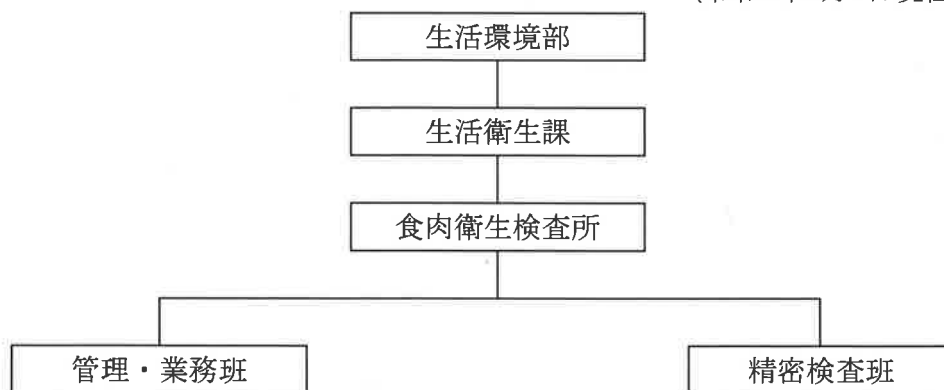 生活環境部
生活衛生課
食肉衛生検査所
管理・業務班
精密検査班